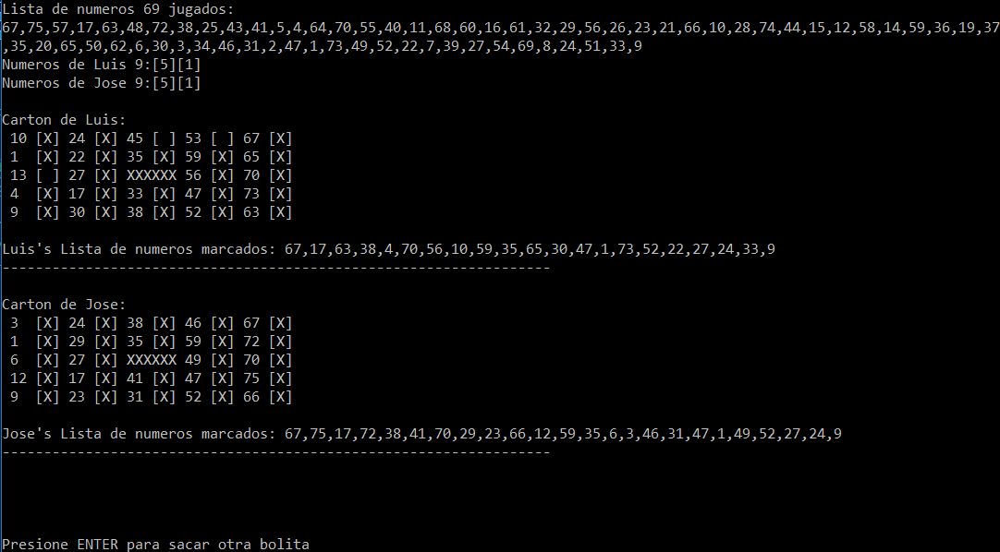 Lista de numeros 69 jugados:
67,75,57,17,63,48,72,38,25,43,41,5,4,64,70,55,40,11,68,60,16,61,32,29,56,26,23,21,66,10,28,74,44,15,12,58,14,59,36,19,37
,35,20,65,50,62,6,30,3,34,46,31,2,47,1,73,49,52,22,7,39,27,54,69,8,24,51,33,9
Numeros de Luis 9:[5][1]
Numeros de Jose 9:[5][1]
Carton de Luis:
10 [X] 24 [X] 45 [ ] 53 [ ] 67 [X]
1  [X] 22 [X] 35 [X] 59 [X] 65 [X]
13 [ ] 27 [X] XXXXXX 56 [X] 70 [X]
4  [X] 17 [X] 33 [X] 47 [X] 73 [X]
9  [X] 30 [X] 38 [X] 52 [X] 63 [X]
Luis's Lista de numeros marcados: 67,17,63,38,4,70,56,10,59,35,65,30,47,1,73,52,22,27,24,33,9
------------------------------------------------------------------
Carton de Jose:
3  [X] 24 [X] 38 [X] 46 [X] 67 [X]
1  [X] 29 [X] 35 [X] 59 [X] 72 [X]
6  [X] 27 [X] XXXXXX 49 [X] 70 [X]
12 [X] 17 [X] 41 [X] 47 [X] 75 [X]
9  [X] 23 [X] 31 [X] 52 [X] 66 [X]
Jose's Lista de numeros marcados: 67,75,17,72,38,41,70,29,23,66,12,59,35,6,3,46,31,47,1,49,52,27,24,9
------------------------------------------------------------------
Presione ENTER para sacar otra bolita